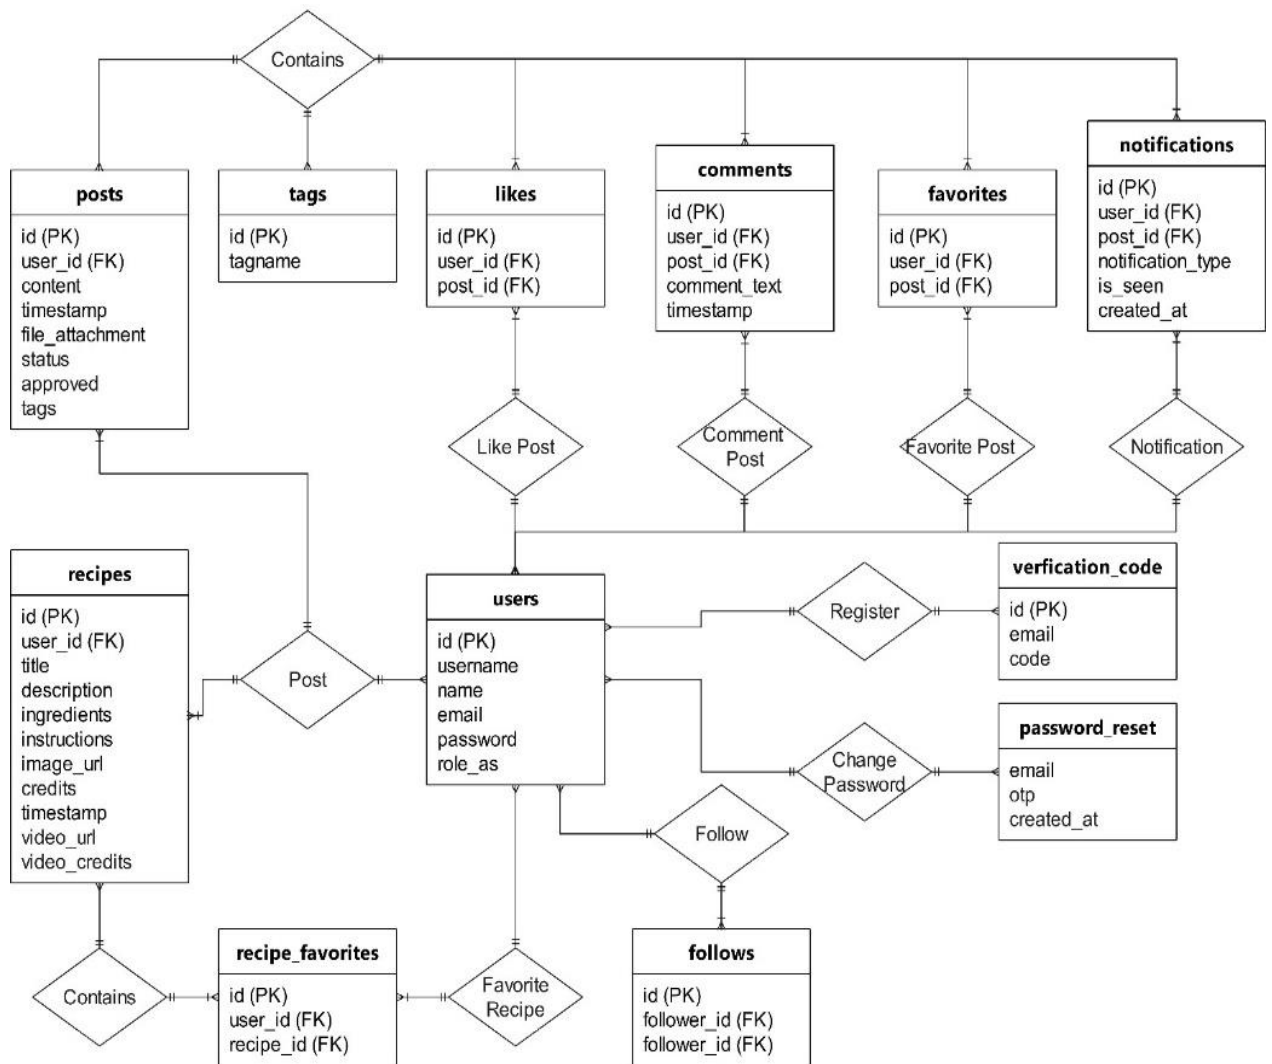 Contains
posts
id (PK)
user_id (FK)
content
timestamp
file_attachment
status
approved
tags
tags
id (PK)
tagname
likes
id (PK)
user_id (FK)
post_id (FK)
comments
id (PK)
user_id (FK)
post_id (FK)
comment_text
timestamp
favorites
id (PK)
user_id (FK)
post_id (FK)
notifications
id (PK)
user_id (FK)
post_id (FK)
notification_type
is_seen
created_at
Like Post
Comment
Post
Favorite Post
Notification
recipes
id (PK)
user_id (FK)
title
description
ingredients
instructions
image_url
credits
timestamp
video_url
video_credits
Post
users
id (PK)
username
name
email
password
role_as
Register
verfication_code
id (PK)
email
code
Change
Password
password_reset
email
otp
created_at
Follow
Contains
recipe_favorites
id (PK)
user_id (FK)
recipe_id (FK)
Favorite
Recipe
follows
id (PK)
follower_id (FK)
follower_id (FK)